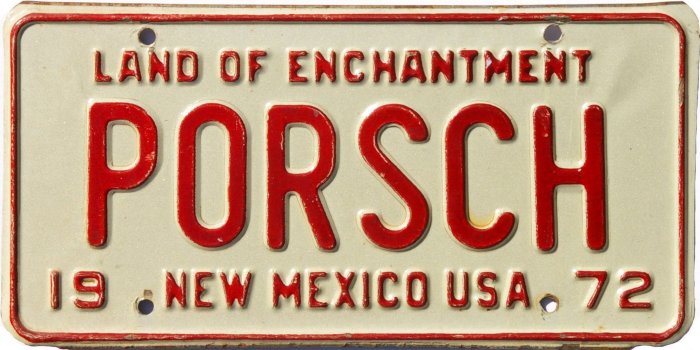 LAND OF ENCHANTMENT
PORSCH
19 NEW MEXICO USA 72